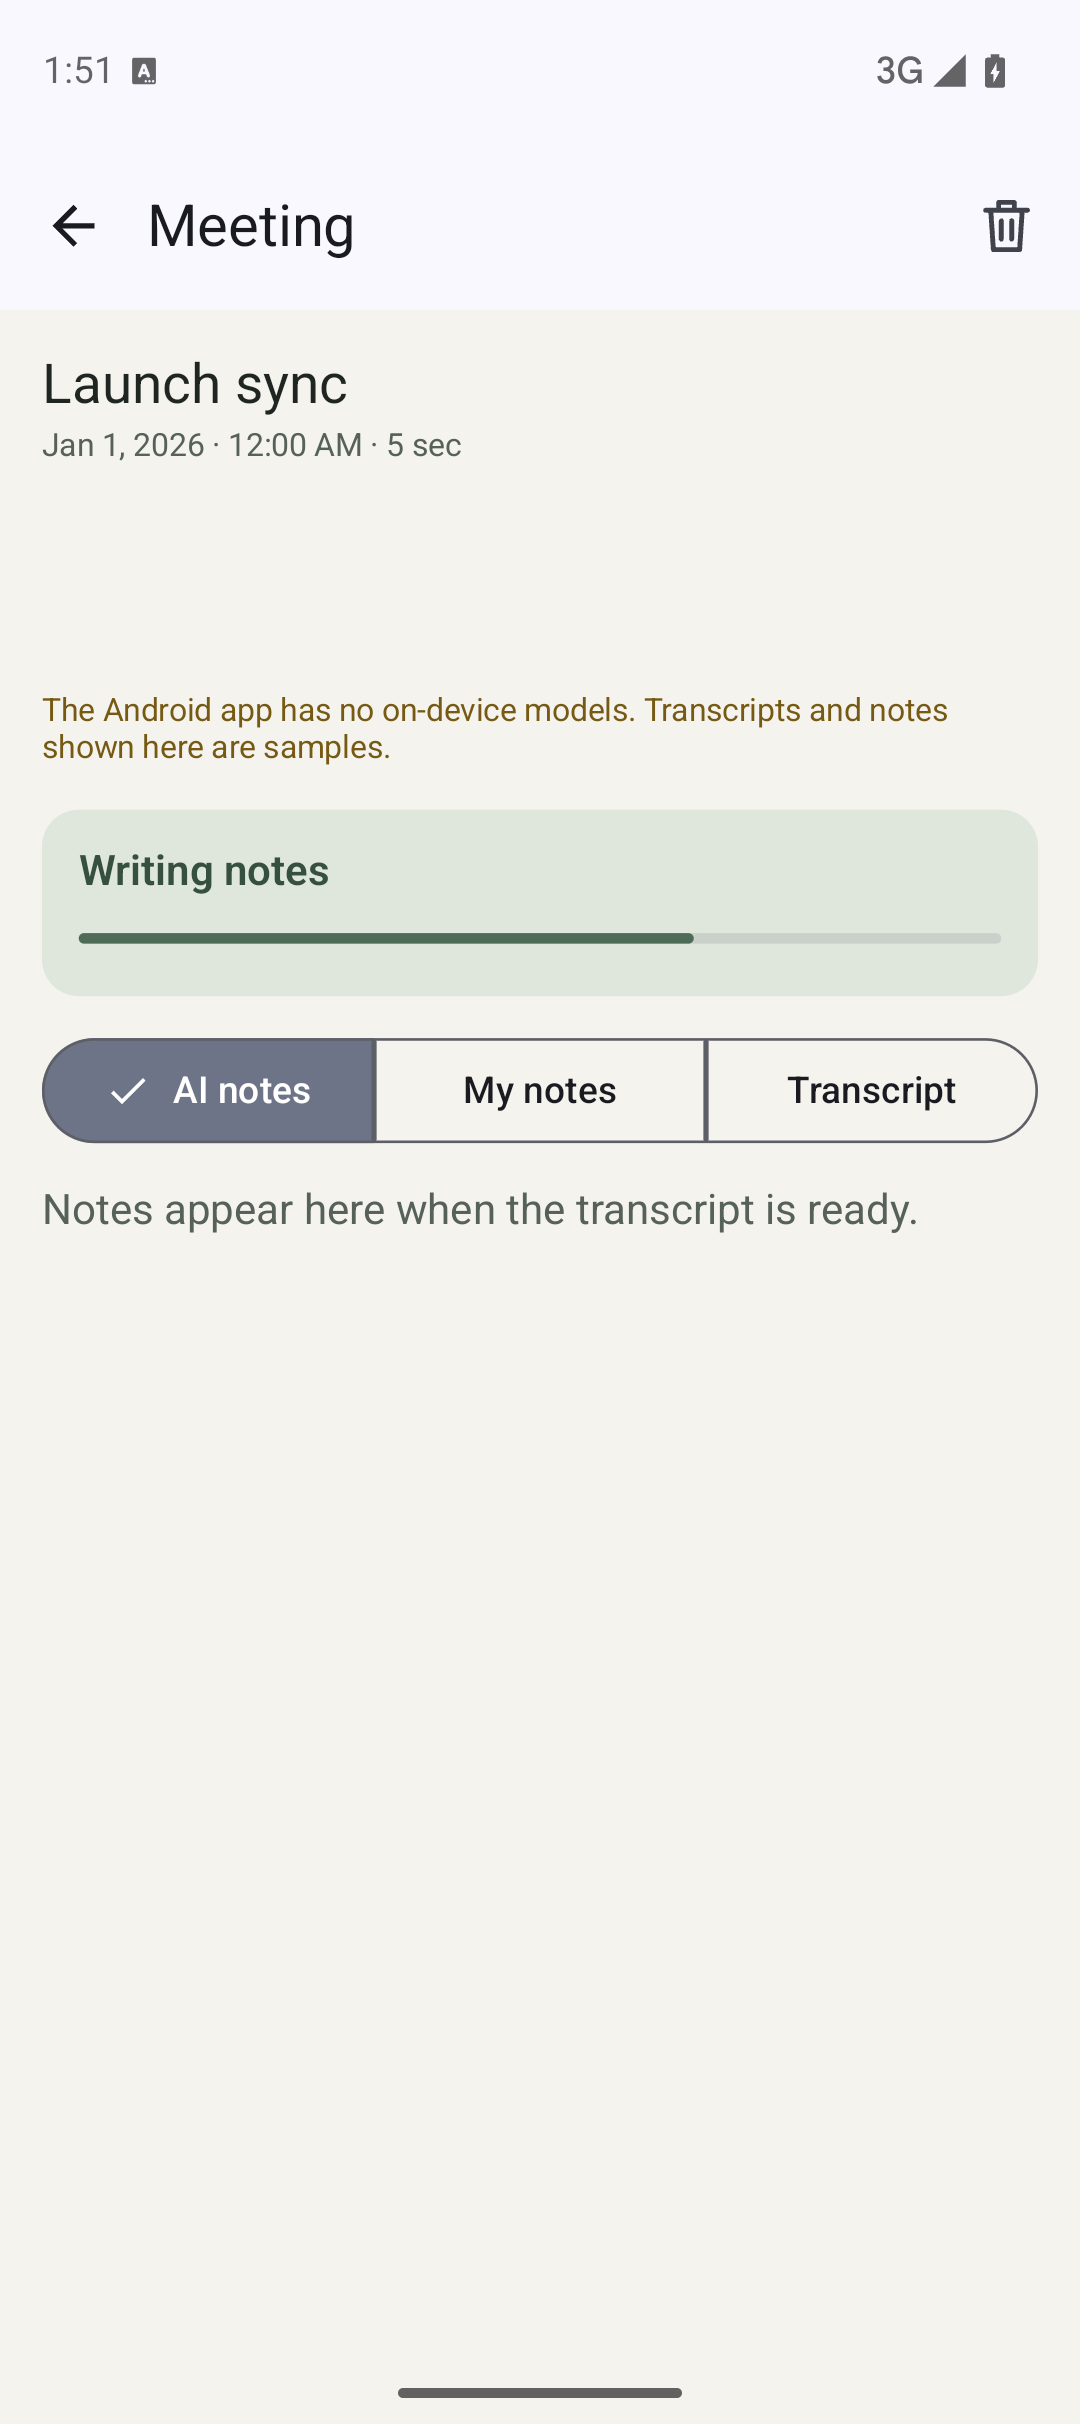 1:51
3G
Meeting
Launch sync
Jan 1, 2026 · 12:00 AM · 5 sec
The Android app has no on-device models. Transcripts and notes
shown here are samples.
Writing notes
AI notes
My notes
Transcript
Notes appear here when the transcript is ready.